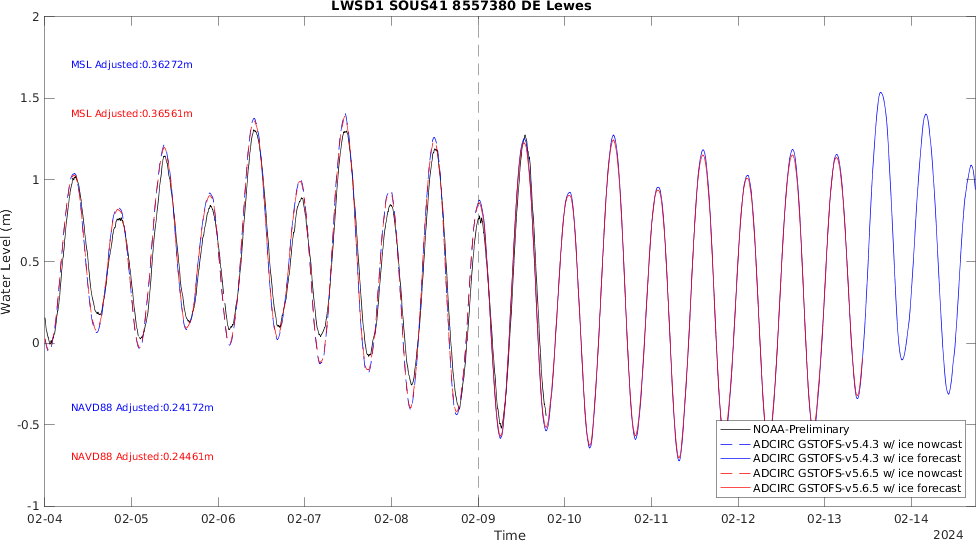 LWSD1 SOUS41 8557380 DE Lewes
2
1.5
1
0.5
0
-0.5
-1
Water Level (m)
MSL Adjusted:0.36272m
MSL Adjusted:0.36561m
NAVD88 Adjusted:0.24172m
NAVD88 Adjusted:0.24461m
NOAA-Preliminary
ADCIRC GSTOFS-v5.4.3 w/ ice nowcast
ADCIRC GSTOFS-v5.4.3 w/ ice forecast
ADCIRC GSTOFS-v5.6.5 w/ ice nowcast
ADCIRC GSTOFS-v5.6.5 w/ ice forecast
02-04 02-05 02-06 02-07 02-08 02-09 02-10 02-11 02-12 02-13 02-14
Time
2024